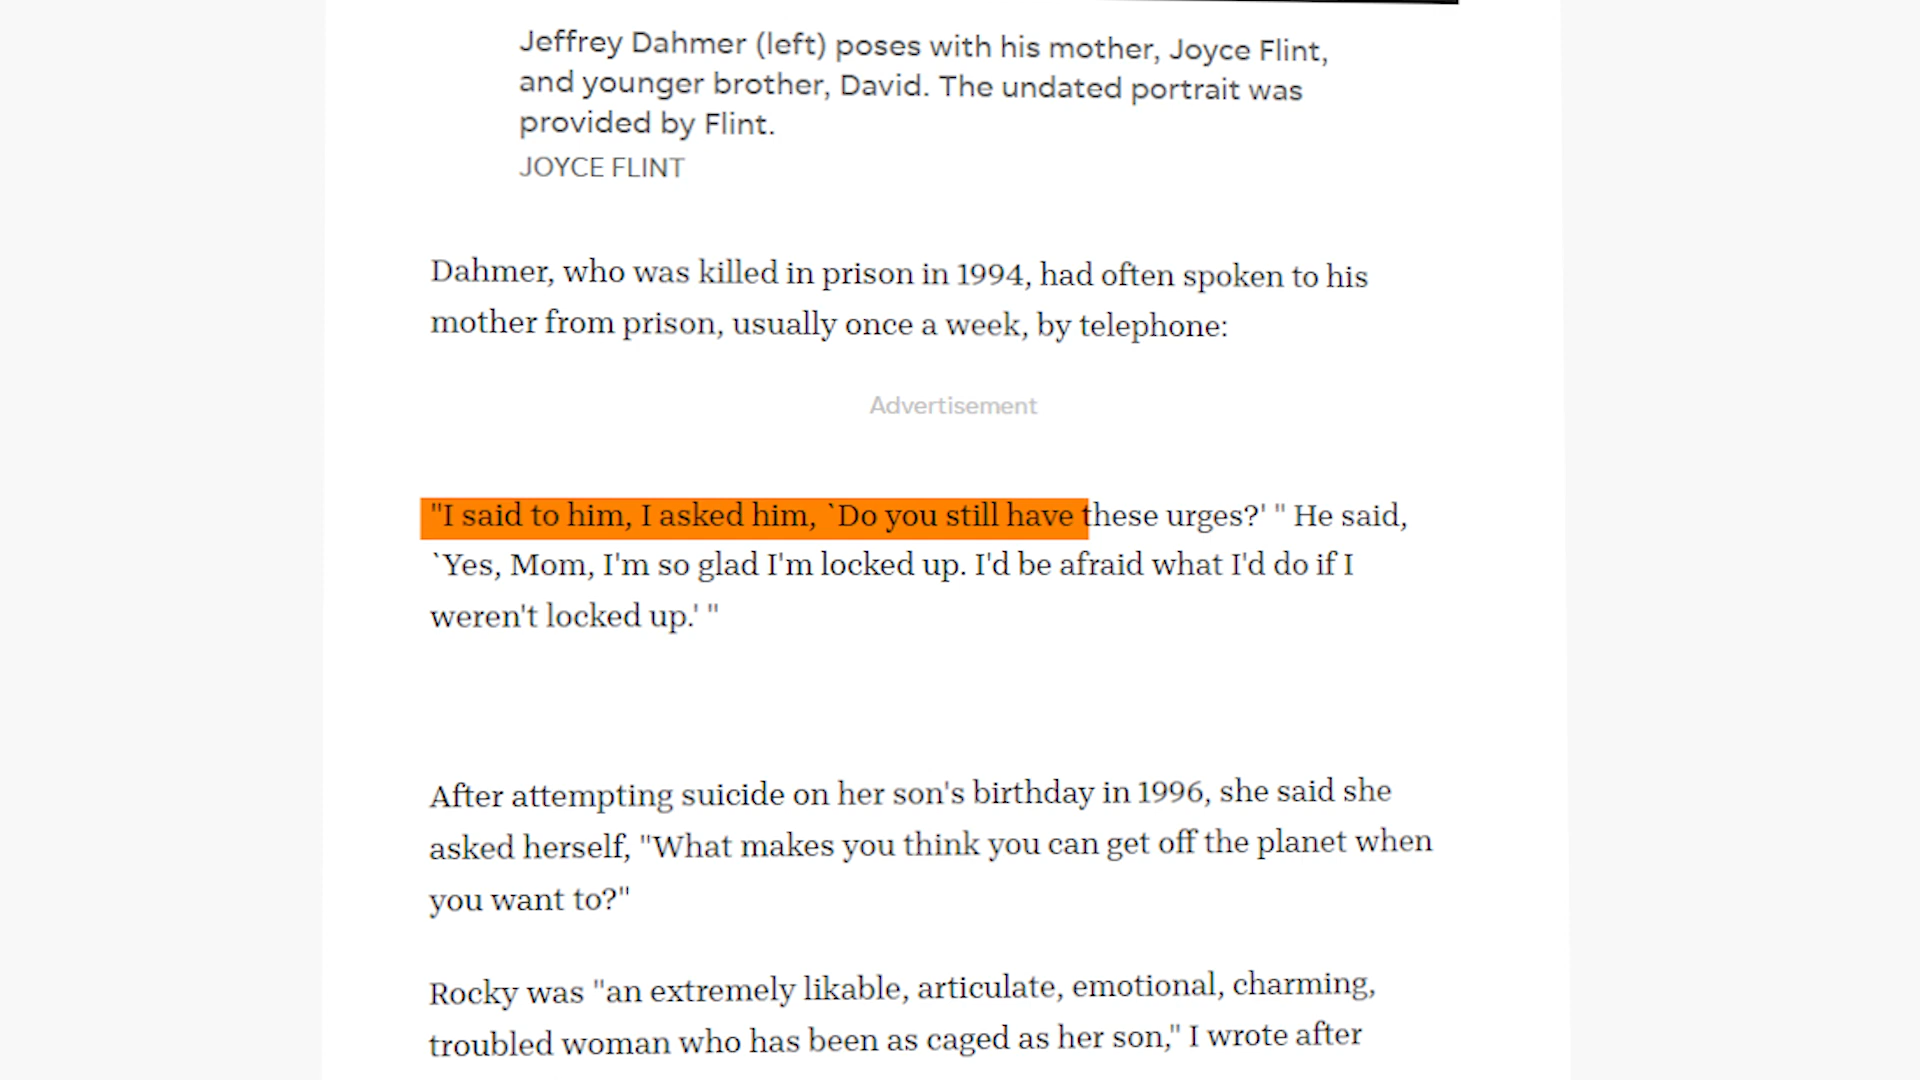 Jeffrey Dahmer (left) poses with his mother, Joyce Flint,
and younger brother, David. The undated portrait was
provided by Flint.
JOYCE FLINT
Dahmer, who was killed in prison in 1994, had often spoken to his
mother from prison, usually once a week, by telephone:
Advertisement
"I said to him, I asked him, `Do you still have these urges?' " He said,
`Yes, Mom, I'm so glad I'm locked up. I'd be afraid what I'd do if I
weren't locked up.' "
After attempting suicide on her son's birthday in 1996, she said she
asked herself, "What makes you think you can get off the planet when
you want to?"
Rocky was "an extremely likable, articulate, emotional, charming,
troubled woman who has been as caged as her son," I wrote after